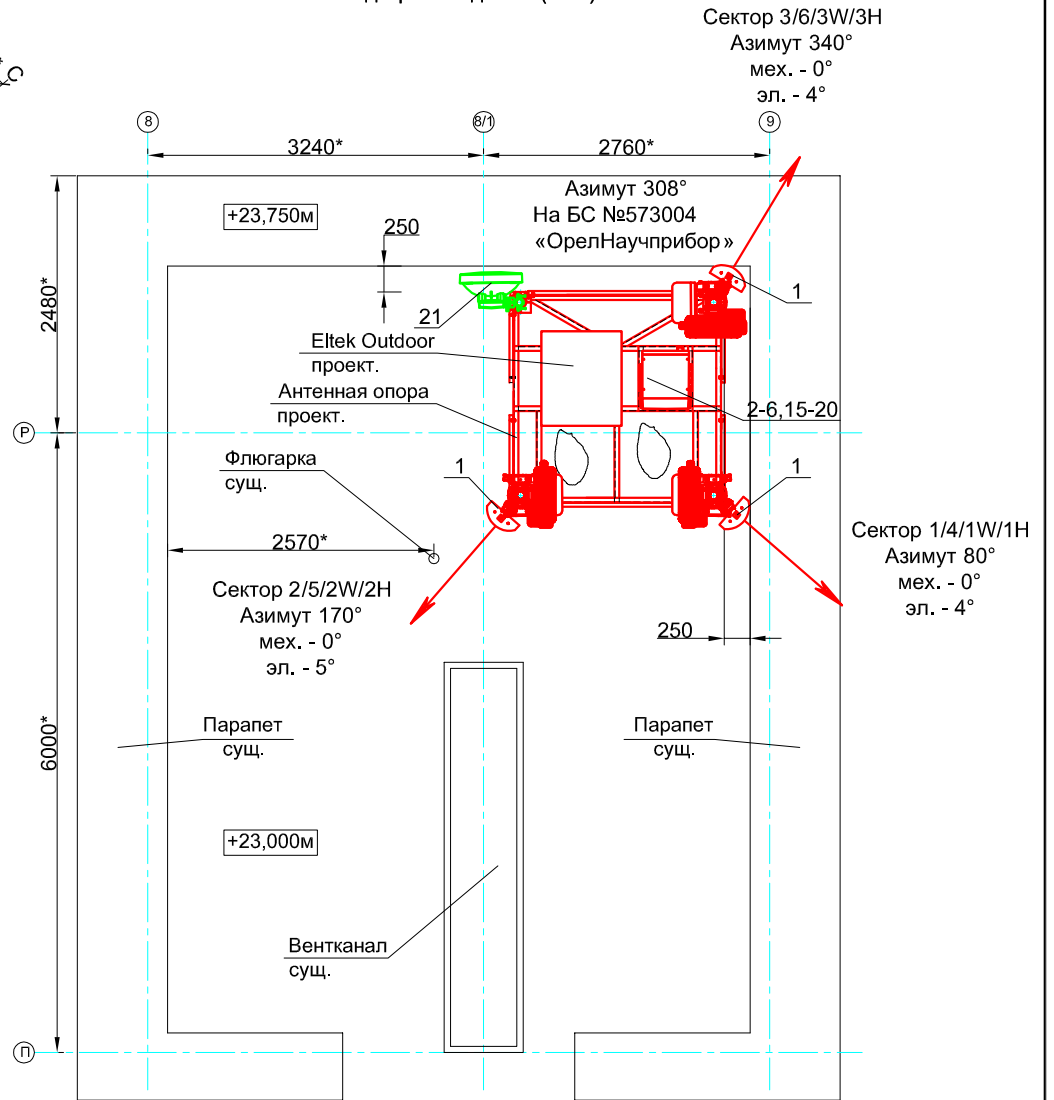 Сектор 3/6/3W/3H
Азимут 340°
мех. - 0°
эл. - 4°
8
8/1
9
3240*
2760*
Азимут 308°
На БС №573004
«ОрелНаучприбор»
+23,750м
250
2480*
21
1
Eltek Outdoor
проект.
Антенная опора
проект.
2-6,15-20
Р
Флюгарка
сущ.
1
1
2570*
Сектор 1/4/1W/1H
Азимут 80°
мех. - 0°
эл. - 4°
Сектор 2/5/2W/2H
Азимут 170°
мех. - 0°
эл. - 5°
250
6000*
Парапет
сущ.
Парапет
сущ.
+23,000м
Вентканал
сущ.
П